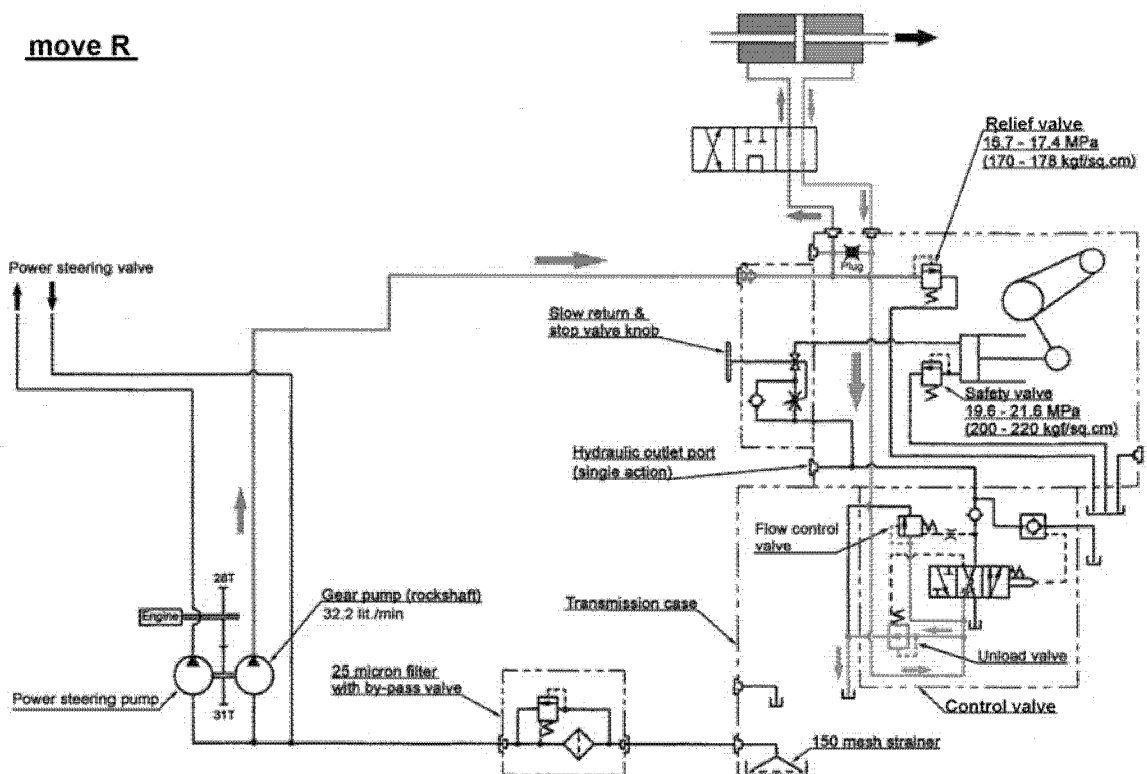 move R
Relief valve
16.7 - 17.4 MPa
(170 - 178 kgf/sq.cm)
Power steering valve
Plug
Slow return &
stop valve knob
Safety valve
19.6 - 21.6 MPa
(200 - 220 kgf/sq.cm)
Hydraulic outlet port
(single action)
Flow control
valve
28T
Engine
Gear pump (rockshaft)
32.2 lit./min
Transmission case
Unload valve
25 micron filter
with by-pass valve
Power steering pump
31T
Control valve
150 mesh strainer